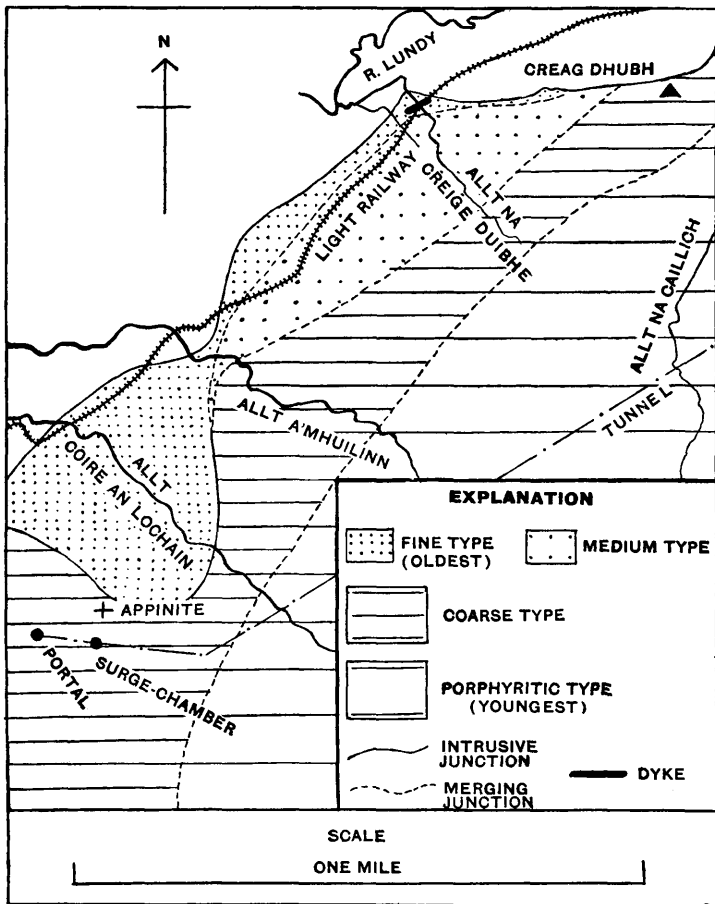 N
R. LUNDY
CREAG DHUBH
LIGHT RAILWAY
ALLT NA
CREIGE DUIBHE
ALLT NA CAILLICH
TUNNEL
ALLT A'MHUILINN
ALLT
COIRE AN LOCHAIN
APPINITE
PORTAL
SURGE-CHAMBER
EXPLANATION
FINE TYPE
(OLDEST)
MEDIUM TYPE
COARSE TYPE
PORPHYRITIC TYPE
(YOUNGEST)
INTRUSIVE
JUNCTION
DYKE
MERGING
JUNCTION
SCALE
ONE MILE